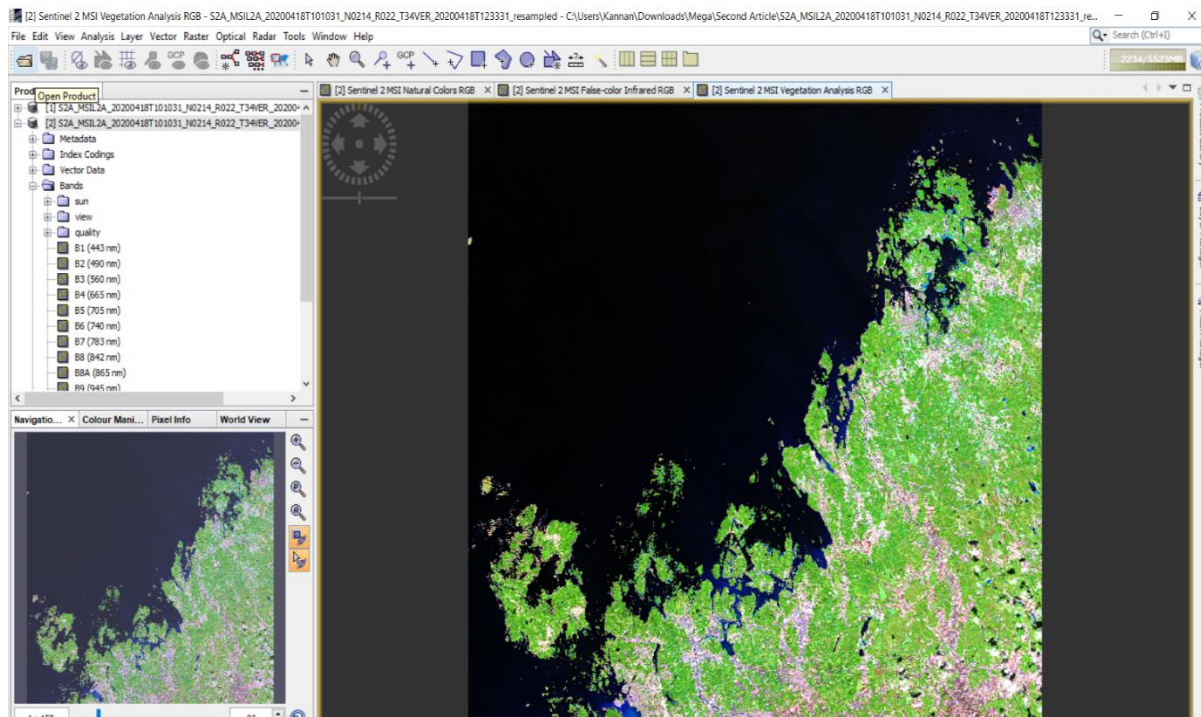 [2] Sentinel 2 MSI Vegetation Analysis RGB - S2A_MSIL2A_20200418T101031_N0214_R022_T34VER_20200418T123331_resampled - C:\Users\Kannan\Downloads\Mega\Second Article\S2A_MSIL2A_20200418T101031_N0214_R022_T34VER_20200418T123331_re...
File Edit View Analysis Layer Vector Raster Optical Radar Tools Window Help
Search (Ctrl+I)
GCP GCP
2234/5523MB
Prod
Open Product
[2] Sentinel 2 MSI Natural Colors RGB [2] Sentinel 2 MSI False-color Infrared RGB [2] Sentinel 2 MSI Vegetation Analysis RGB
[1] S2A_MSIL2A_20200418T101031_N0214_R022_T34VER_20200
[2] S2A_MSIL2A_20200418T101031_N0214_R022_T34VER_20200
Metadata
Index Codings
Vector Data
Bands
sun
view
quality
B1 (443 nm)
B2 (490 nm)
B3 (560 nm)
B4 (665 nm)
B5 (705 nm)
B6 (740 nm)
B7 (783 nm)
B8 (842 nm)
B8A (865 nm)
B9 (945 nm)
Navigatio... Colour Mani... Pixel Info World View